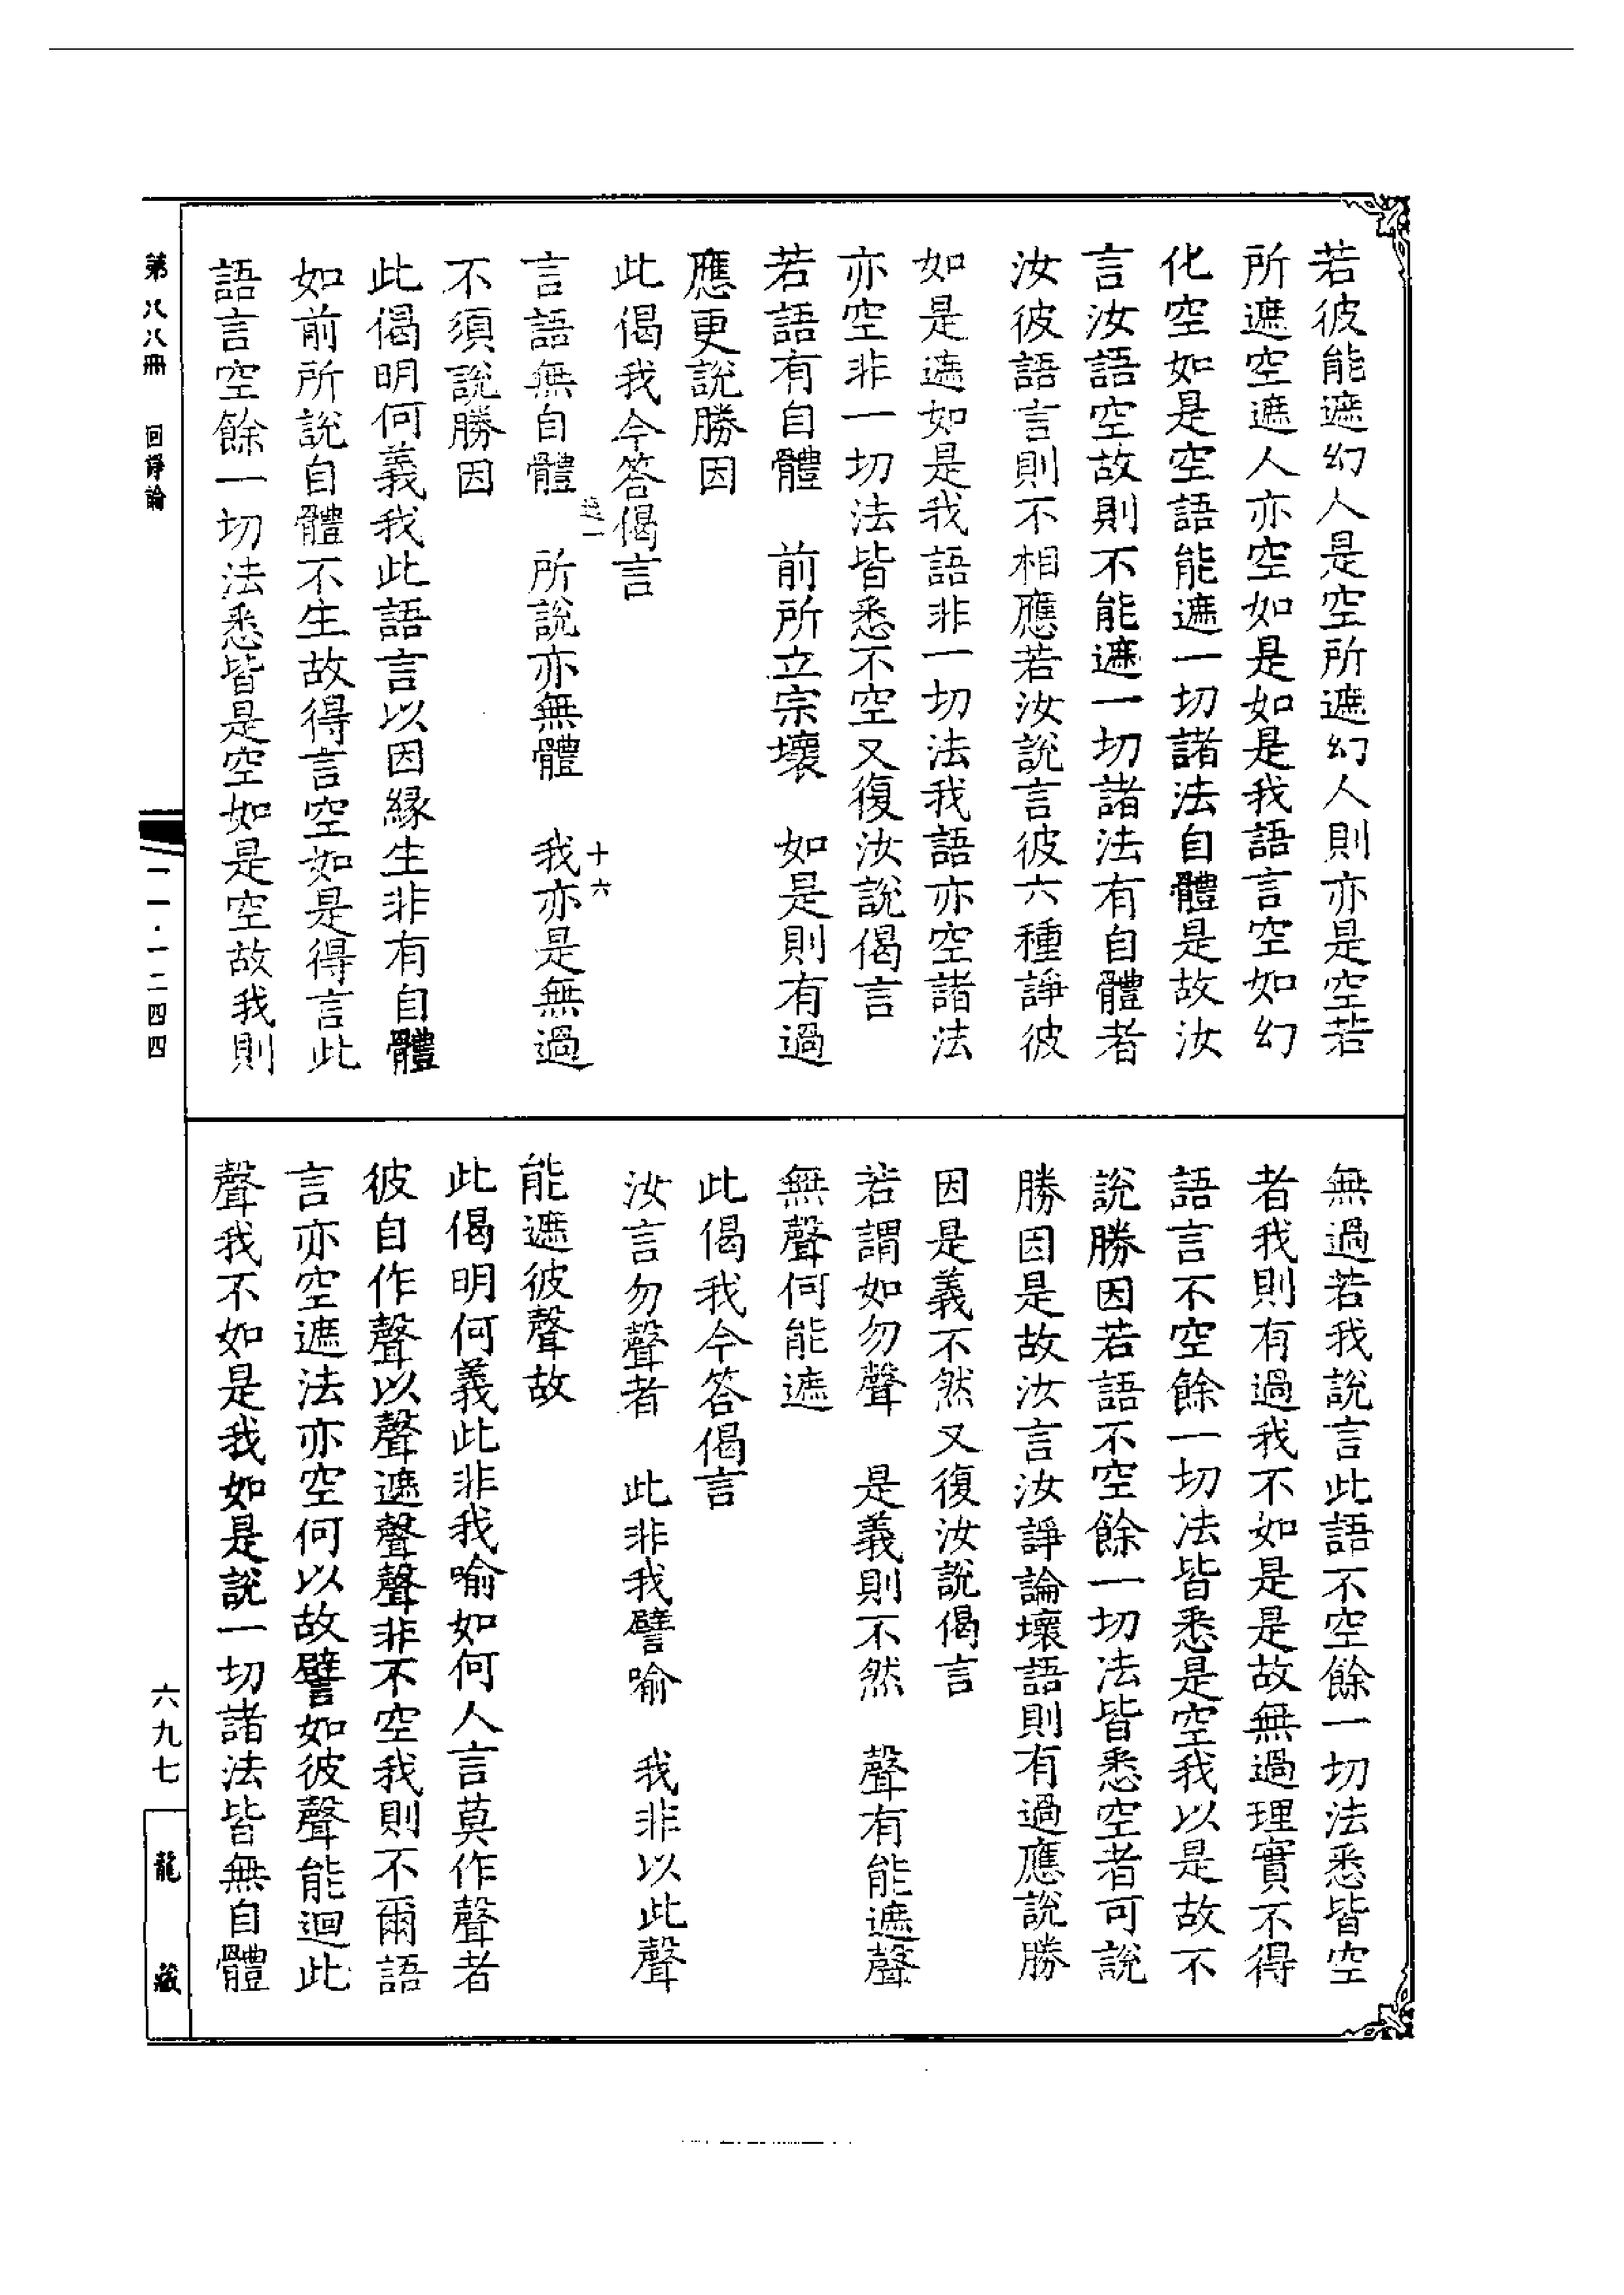 若彼能遮幻人是空所遮幻人則亦是空若
所遮空遮人亦空如是如是我語言空如幻
化空如是空語能遮一切諸法自體是故汝
言汝語空故則不能遮一切諸法有自體者
汝彼語言則不相應若汝說言彼六種諍彼
如是遮如是我語非一切法我語亦空諸法
亦空非一切法皆悉不空又復汝說偈言
若語有自體　前所立宗壞　如是則有過
應更說勝因
此偈我今答偈言
十六
言語無自體　所說亦無體　我亦是無過
不須說勝因
此偈明何義我此語言以因緣生非有自體
如前所說自體不生故得言空如是得言此
語言空餘一切法悉皆是空如是空故我則
無過若我說言此語不空餘一切法悉皆空
者我則有過我不如是是故無過理實不得
語言不空餘一切法皆悉是空我以是故不
說勝因若語不空餘一切法皆悉空者可說
勝因是故汝言汝諍論壞語則有過應說勝
因是義不然又復汝說偈言
若謂如勿聲　是義則不然　聲有能遮聲
無聲何能遮
此偈我今答偈言
汝言勿聲者　此非我譬喻　我非以此聲
能遮彼聲故
此偈明何義此非我喻如何人言莫作聲者
彼自作聲以聲遮聲聲非不空我則不爾語
言亦空遮法亦空何以故譬如彼聲能迴此
聲我不如是我如是說一切諸法皆無自體
第八八冊　回諍論
二一·一二四四
六九七
龍藏